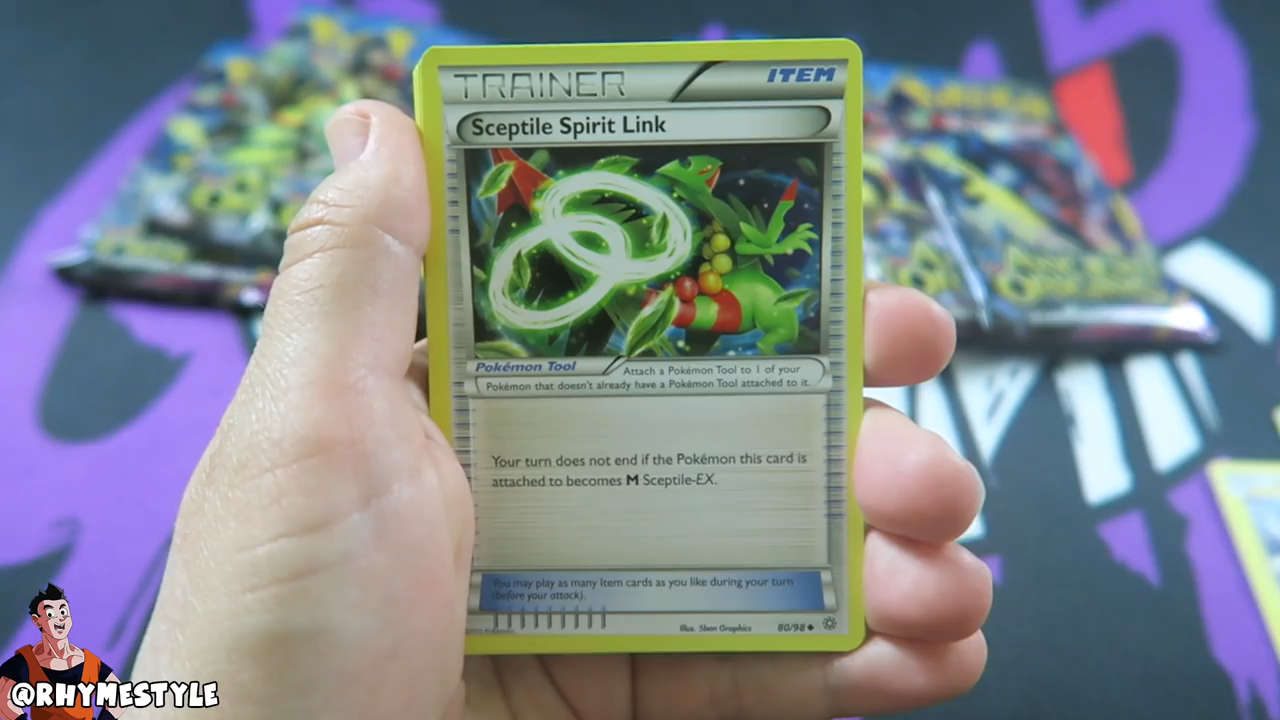 TRAINER
ITEM
Sceptile Spirit Link
Pokémon Tool
Attach a Pokémon Tool to 1 of your
Pokémon that doesn't already have a Pokémon Tool attached to it.
Your turn does not end if the Pokémon this card is
attached to becomes M Sceptile-EX.
You may play as many Item cards as you like during your turn
(before your attack).
Illus. 5ban Graphics
80/98
@RHYMESTYLE